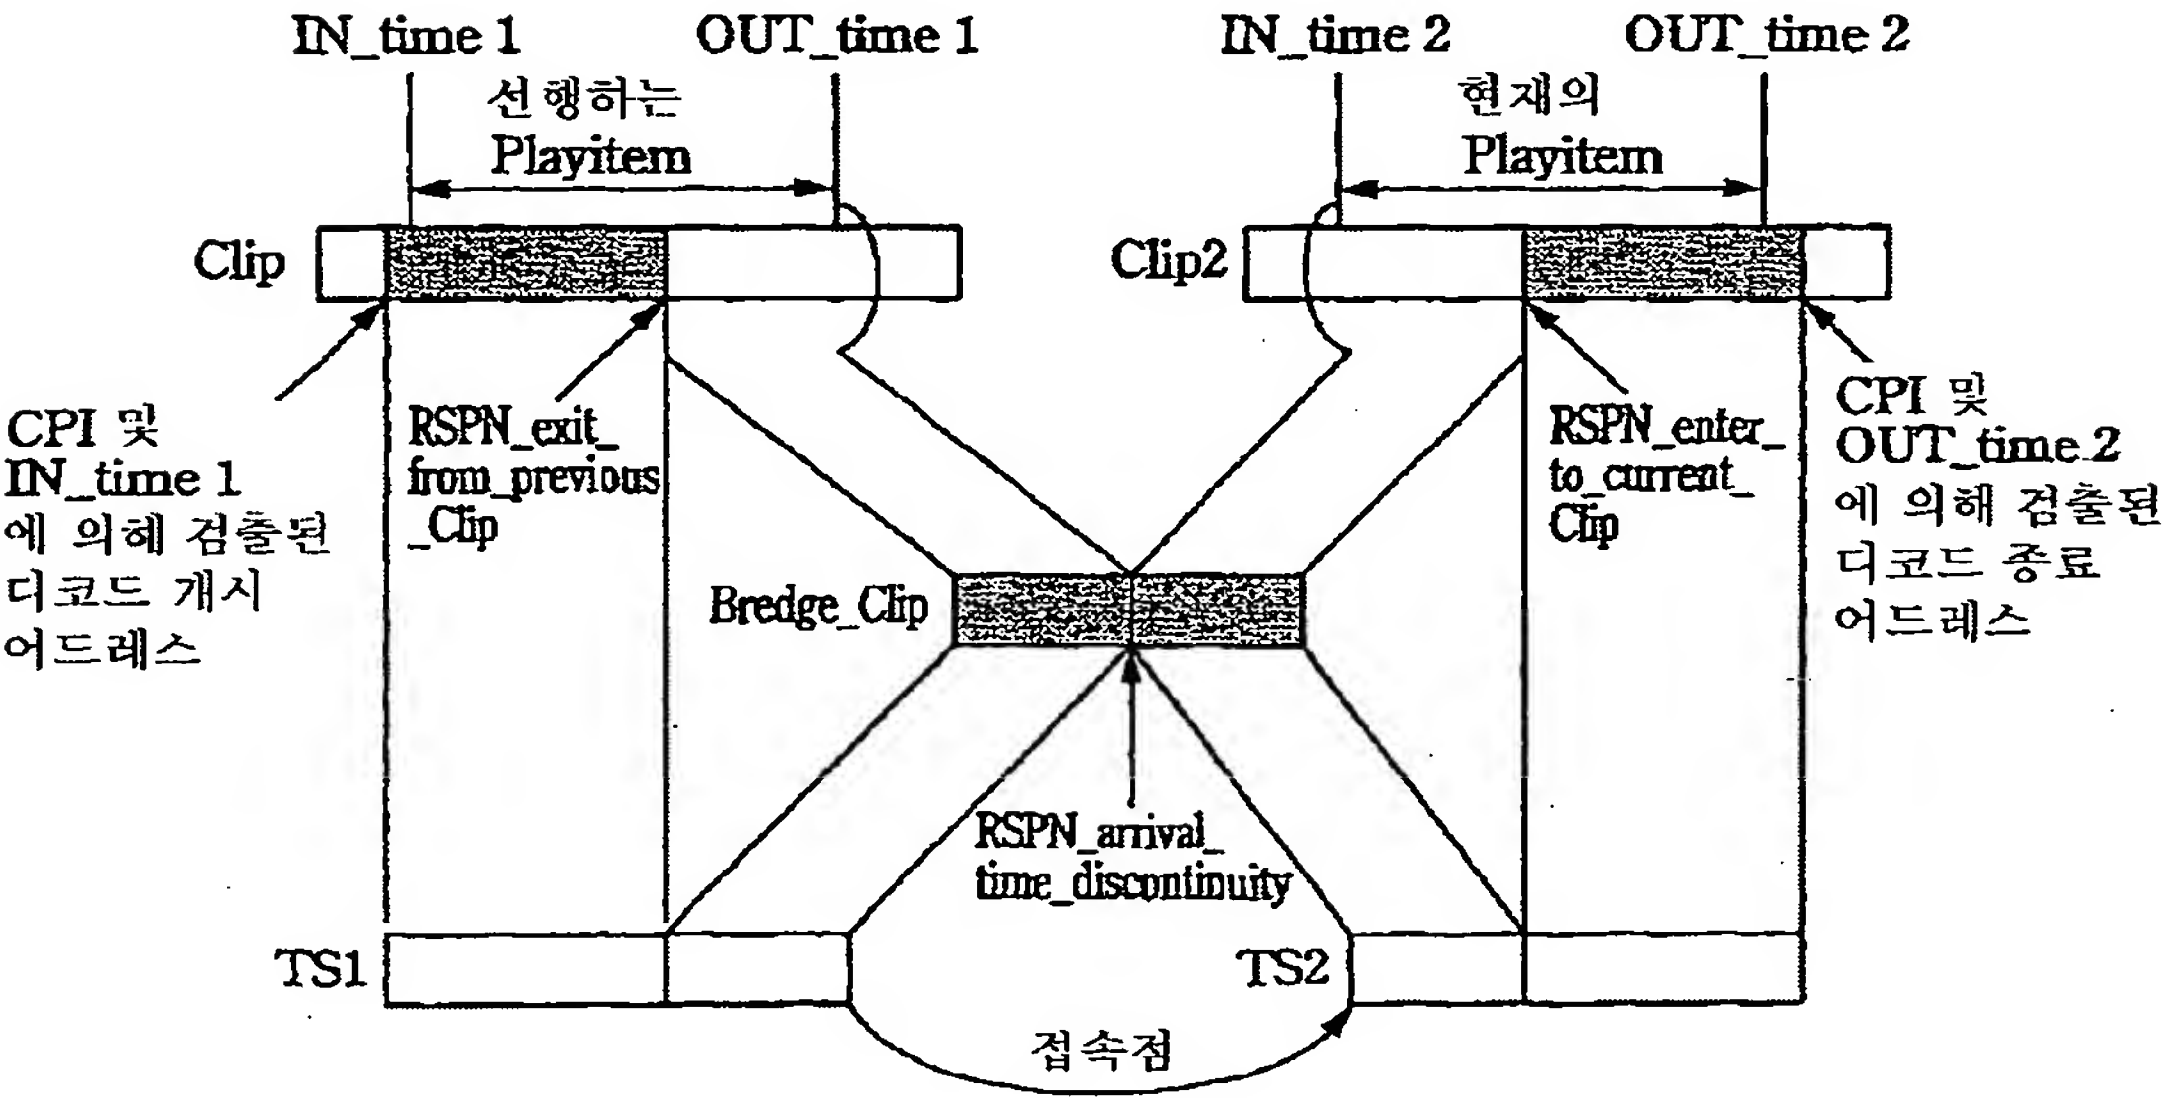 IN_time 1
OUT_time 1
IN_time 2
OUT_time 2
선행하는
Playitem
현재의
Playitem
Clip
Clip2
CPI 및
IN_time 1
에 의해 검출된
디코드 개시
어드레스
RSPN_exit_
from_previous
_Clip
RSPN_enter_
to_current_
Clip
CPI 및
OUT_time 2
에 의해 검출된
디코드 종료
어드레스
Bredge_Clip
RSPN_arrival_
time_discontinuity
TS1
TS2
접속점